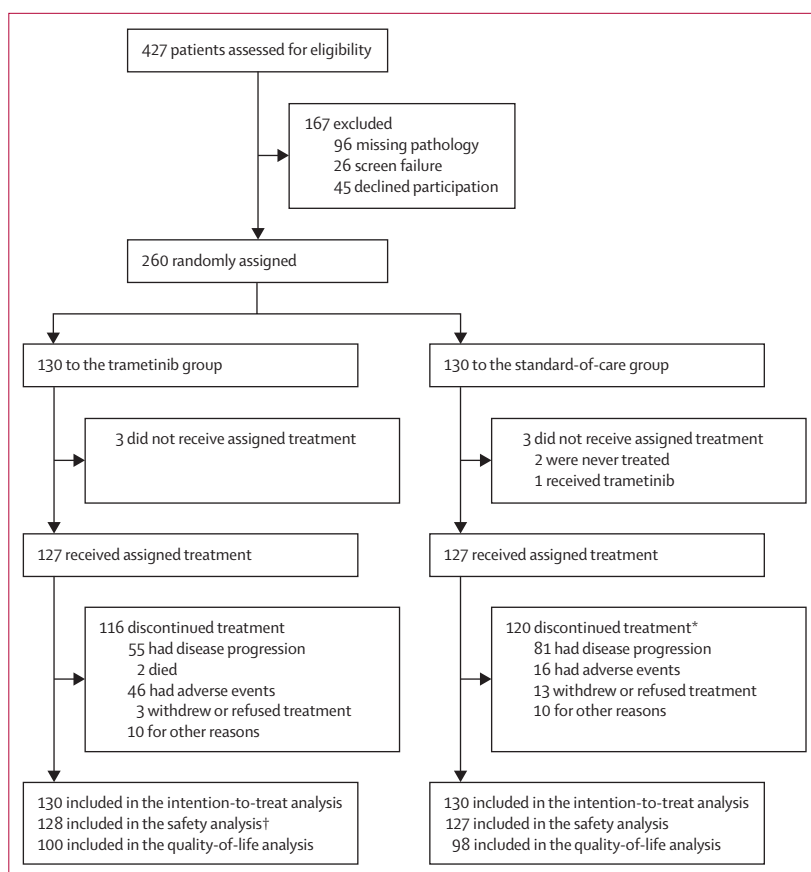 427 patients assessed for eligibility
167 excluded
96 missing pathology
26 screen failure
45 declined participation
260 randomly assigned
130 to the trametinib group
130 to the standard-of-care group
3 did not receive assigned treatment
3 did not receive assigned treatment
2 were never treated
1 received trametinib
127 received assigned treatment
127 received assigned treatment
116 discontinued treatment
55 had disease progression
2 died
46 had adverse events
3 withdrew or refused treatment
10 for other reasons
120 discontinued treatment*
81 had disease progression
16 had adverse events
13 withdrew or refused treatment
10 for other reasons
130 included in the intention-to-treat analysis
128 included in the safety analysis†
100 included in the quality-of-life analysis
130 included in the intention-to-treat analysis
127 included in the safety analysis
98 included in the quality-of-life analysis